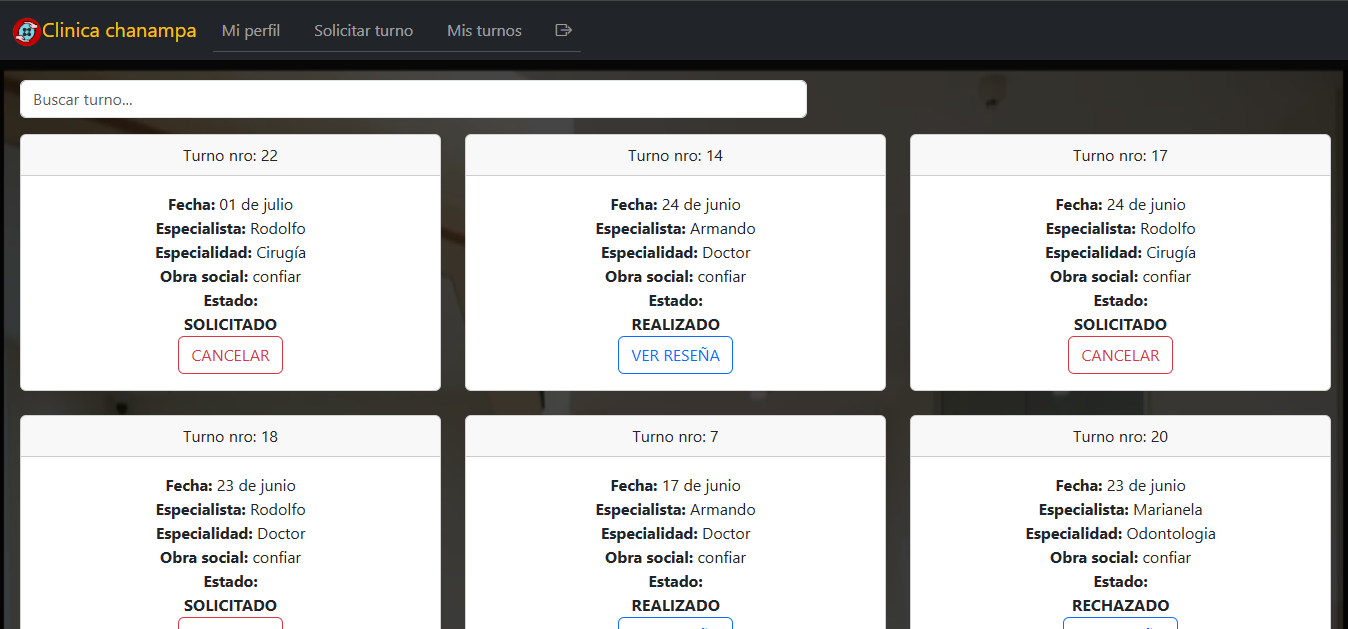 Clinica chanampa
Mi perfil
Solicitar turno
Mis turnos
Buscar turno...
Turno nro: 22
Fecha: 01 de julio
Especialista: Rodolfo
Especialidad: Cirugía
Obra social: confiar
Estado:
SOLICITADO
CANCELAR
Turno nro: 14
Fecha: 24 de junio
Especialista: Armando
Especialidad: Doctor
Obra social: confiar
Estado:
REALIZADO
VER RESEÑA
Turno nro: 17
Fecha: 24 de junio
Especialista: Rodolfo
Especialidad: Cirugía
Obra social: confiar
Estado:
SOLICITADO
CANCELAR
Turno nro: 18
Fecha: 23 de junio
Especialista: Rodolfo
Especialidad: Doctor
Obra social: confiar
Estado:
SOLICITADO
Turno nro: 7
Fecha: 17 de junio
Especialista: Armando
Especialidad: Doctor
Obra social: confiar
Estado:
REALIZADO
Turno nro: 20
Fecha: 23 de junio
Especialista: Marianela
Especialidad: Odontologia
Obra social: confiar
Estado:
RECHAZADO